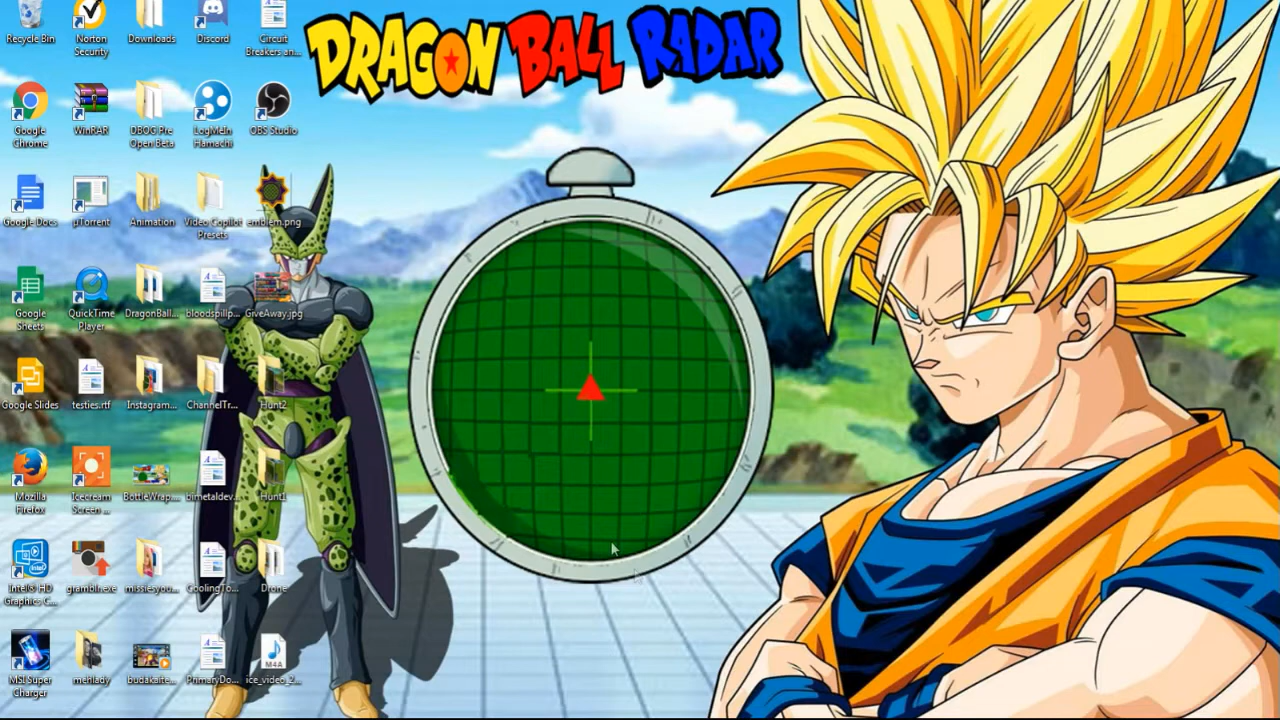 DRAGON BALL RADAR
Recycle Bin
Norton
Security
Downloads
Discord
Circuit
Breakers an...
Google
Chrome
WinRAR
DBOG Pre
Open Beta
LogMeIn
Hamachi
OBS Studio
Google Docs
µTorrent
Animation
Video Copilot
Presets
emblem.png
Google
Sheets
QuickTime
Player
DragonBall...
bloodspillp...
GiveAway.jpg
Google Slides
testies.rtf
Instagram...
ChannelTr...
Hunt2
Mozilla
Firefox
Icecream
Screen ...
BottleWrap...
bimetaldev...
Hunt1
Intel® HD
Graphics C...
gramblr.exe
missieyou...
CoolingTo...
Drone
MSI Super
Charger
mehlady
budakaite...
PrimaryDo...
M4A
ice_video_2...